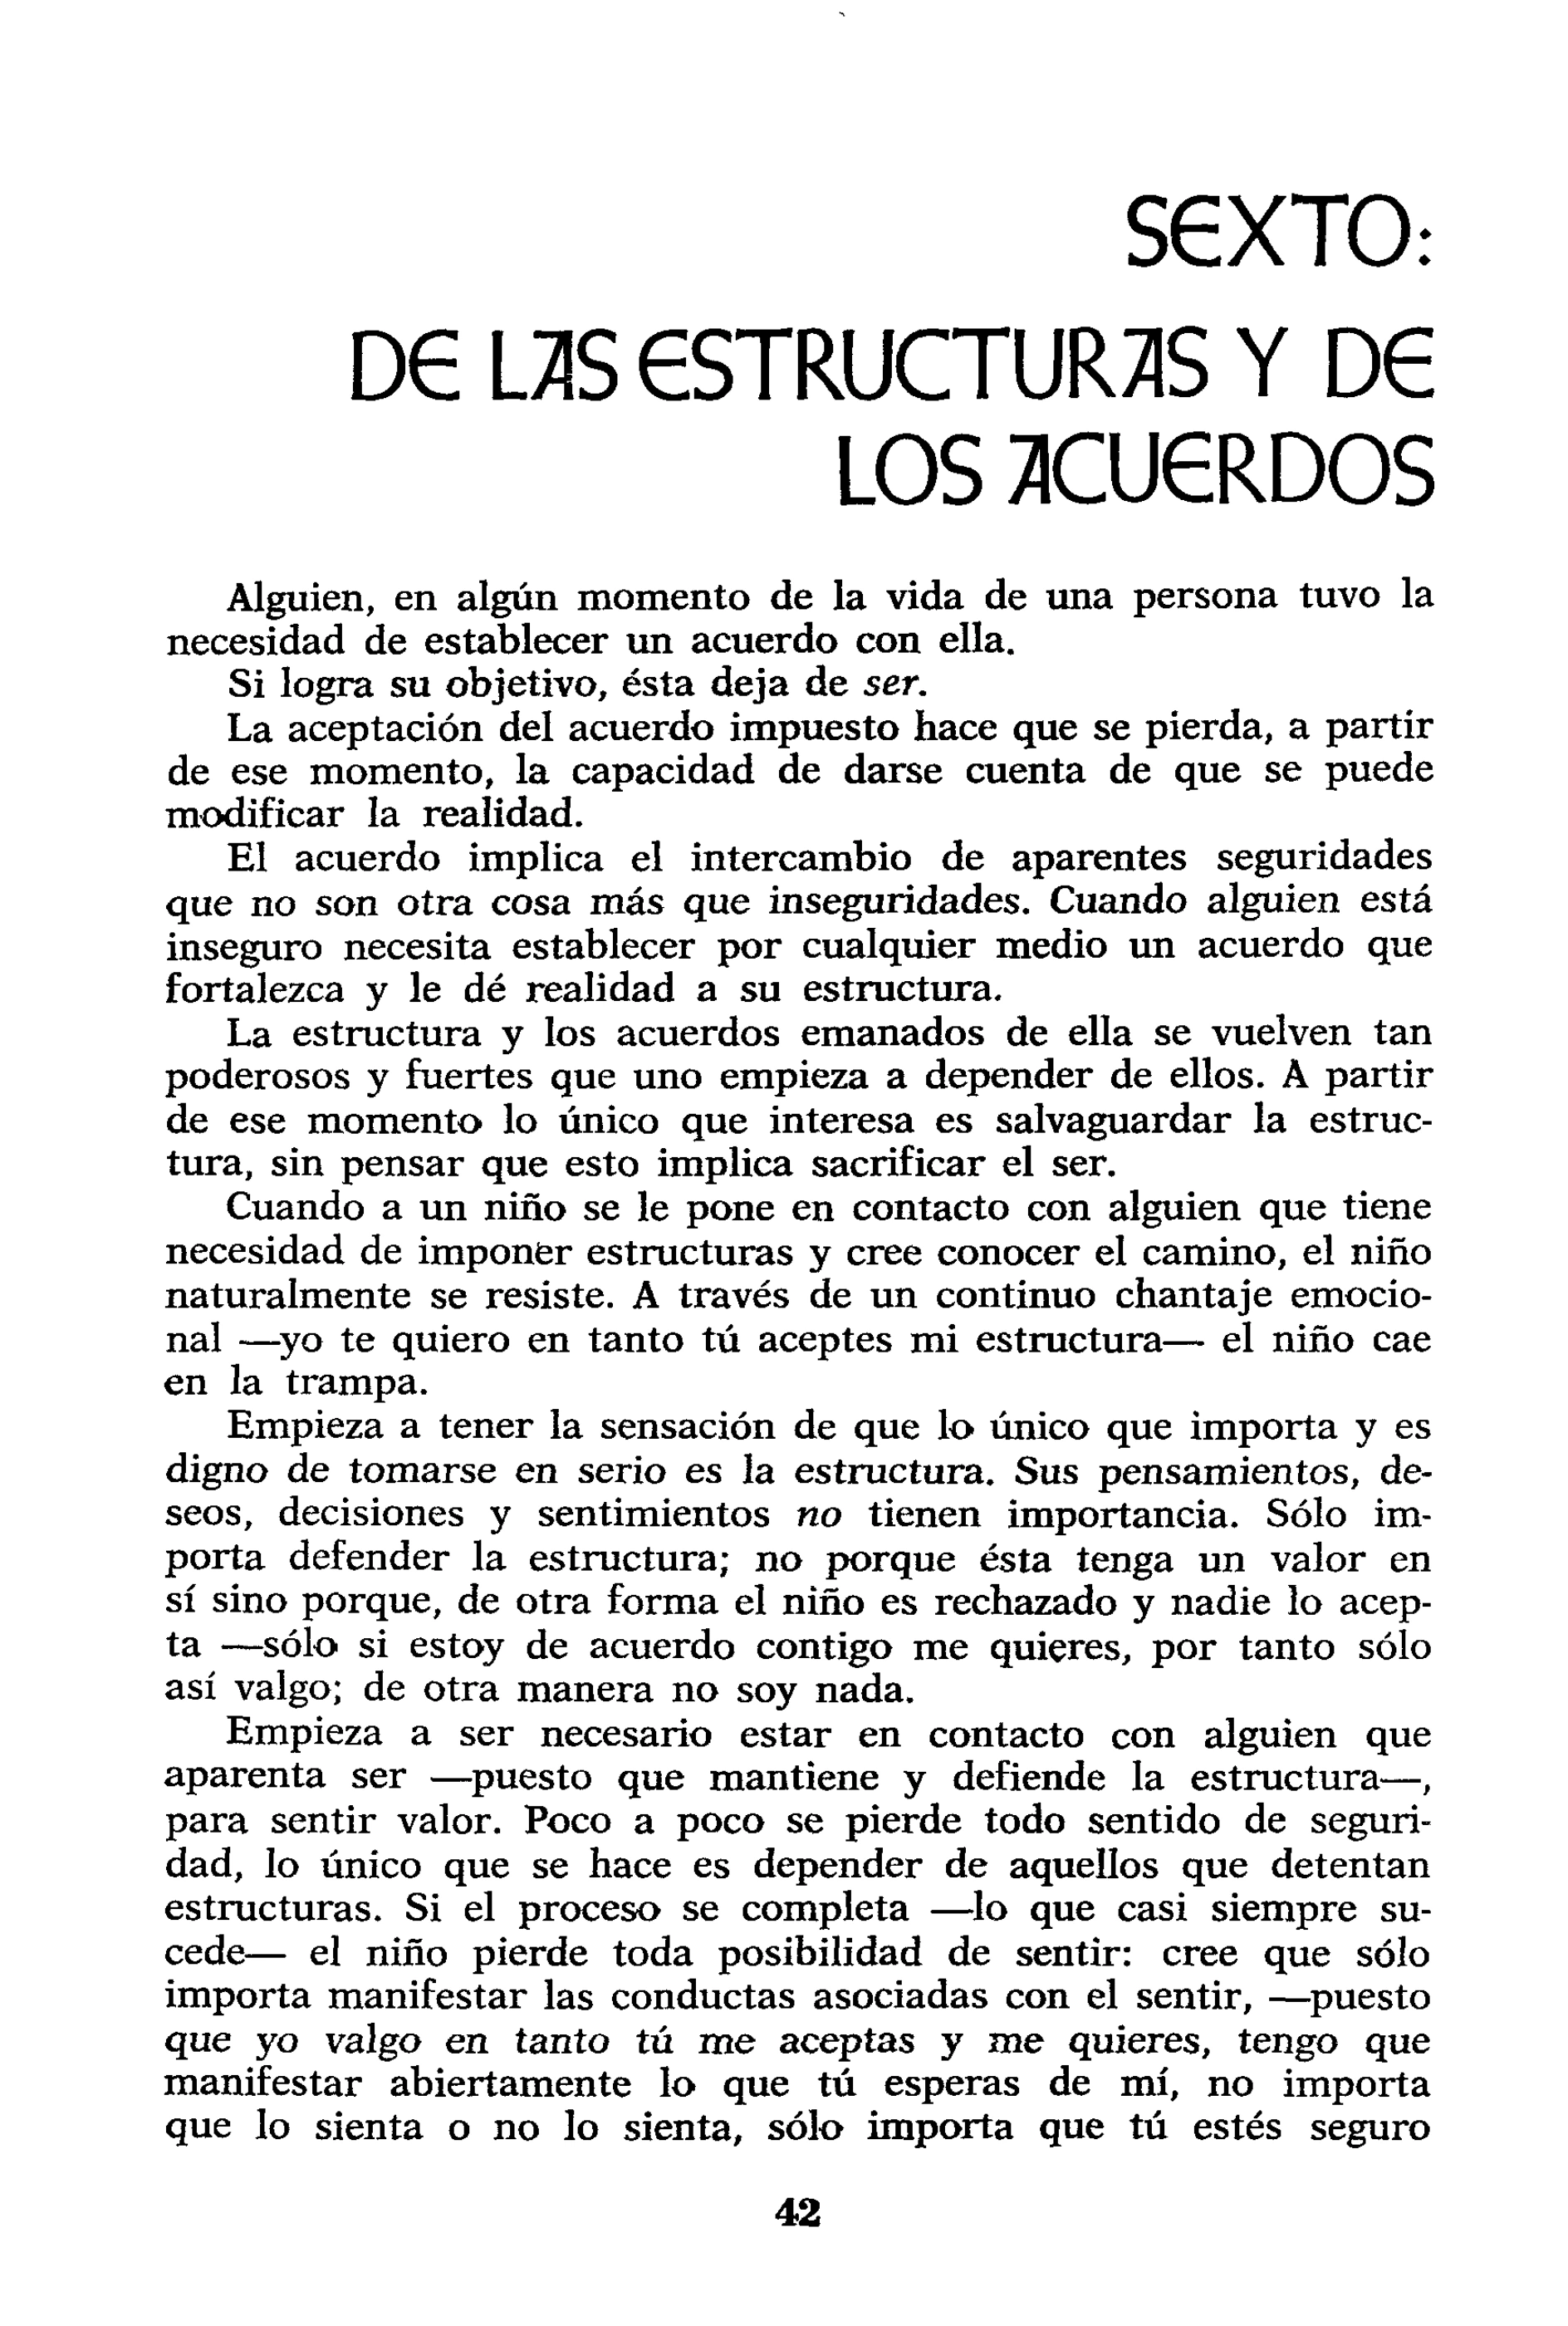 SEXTO:
DE LAS ESTRUCTURAS Y DE
LOS ACUERDOS
Alguien, en algún momento de la vida de una persona tuvo la
necesidad de establecer un acuerdo con ella.
Si logra su objetivo, ésta deja de ser.
La aceptación del acuerdo impuesto hace que se pierda, a partir
de ese momento, la capacidad de darse cuenta de que se puede
modificar la realidad.
El acuerdo implica el intercambio de aparentes seguridades
que no son otra cosa más que inseguridades. Cuando alguien está
inseguro necesita establecer por cualquier medio un acuerdo que
fortalezca y le dé realidad a su estructura.
La estructura y los acuerdos emanados de ella se vuelven tan
poderosos y fuertes que uno empieza a depender de ellos. A partir
de ese momento lo único que interesa es salvaguardar la estruc-
tura, sin pensar que esto implica sacrificar el ser.
Cuando a un niño se le pone en contacto con alguien que tiene
necesidad de imponer estructuras y cree conocer el camino, el niño
naturalmente se resiste. A través de un continuo chantaje emocio-
nal —yo te quiero en tanto tú aceptes mi estructura— el niño cae
en la trampa.
Empieza a tener la sensación de que lo único que importa y es
digno de tomarse en serio es la estructura. Sus pensamientos, de-
seos, decisiones y sentimientos no tienen importancia. Sólo im-
porta defender la estructura; no porque ésta tenga un valor en
sí sino porque, de otra forma el niño es rechazado y nadie lo acep-
ta —sólo si estoy de acuerdo contigo me quieres, por tanto sólo
así valgo; de otra manera no soy nada.
Empieza a ser necesario estar en contacto con alguien que
aparenta ser —puesto que mantiene y defiende la estructura—,
para sentir valor. Poco a poco se pierde todo sentido de seguri-
dad, lo único que se hace es depender de aquellos que detentan
estructuras. Si el proceso se completa —lo que casi siempre su-
cede— el niño pierde toda posibilidad de sentir: cree que sólo
importa manifestar las conductas asociadas con el sentir, —puesto
que yo valgo en tanto tú me aceptas y me quieres, tengo que
manifestar abiertamente lo que tú esperas de mí, no importa
que lo sienta o no lo sienta, sólo importa que tú estés seguro
42